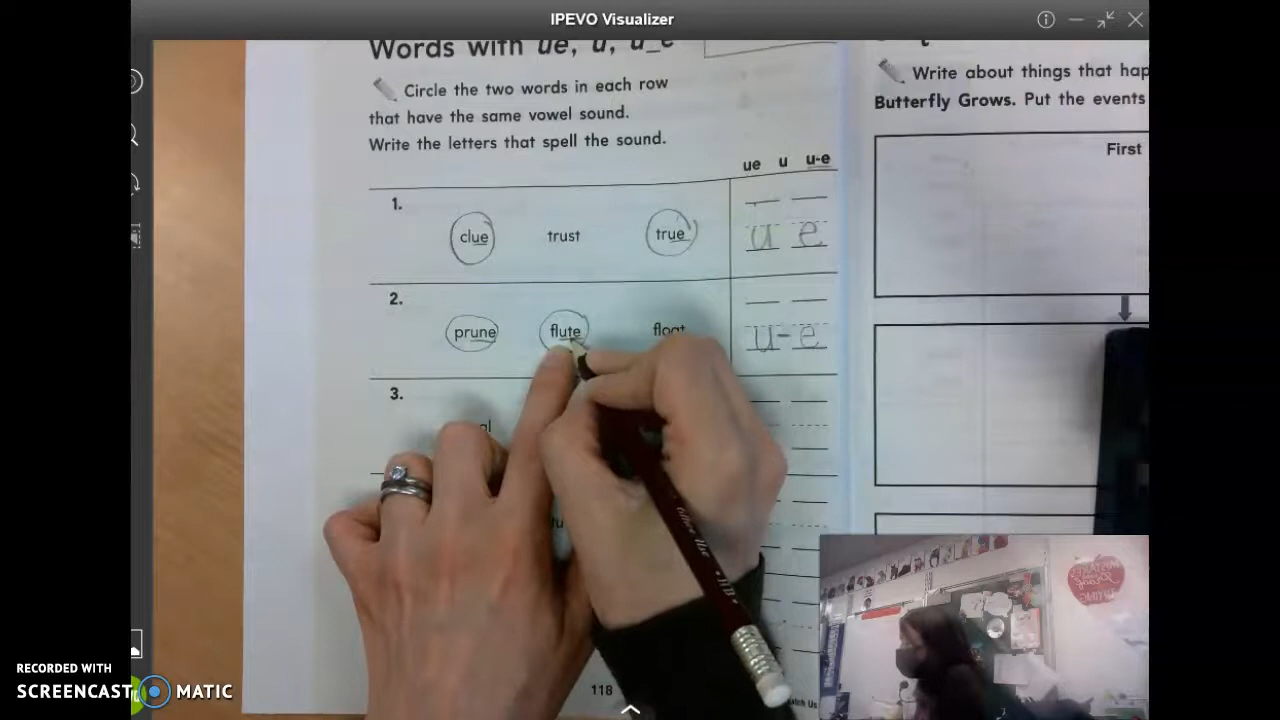 IPEVO Visualizer
Words with ue, u, u_e
Circle the two words in each row
that have the same vowel sound.
Write the letters that spell the sound.
ue u u-e
1.
clue trust true
u e
2.
prune flute float
u-e
3.
118
Write about things that hap
Butterfly Grows. Put the events
First
RECORDED WITH
SCREENCAST MATIC